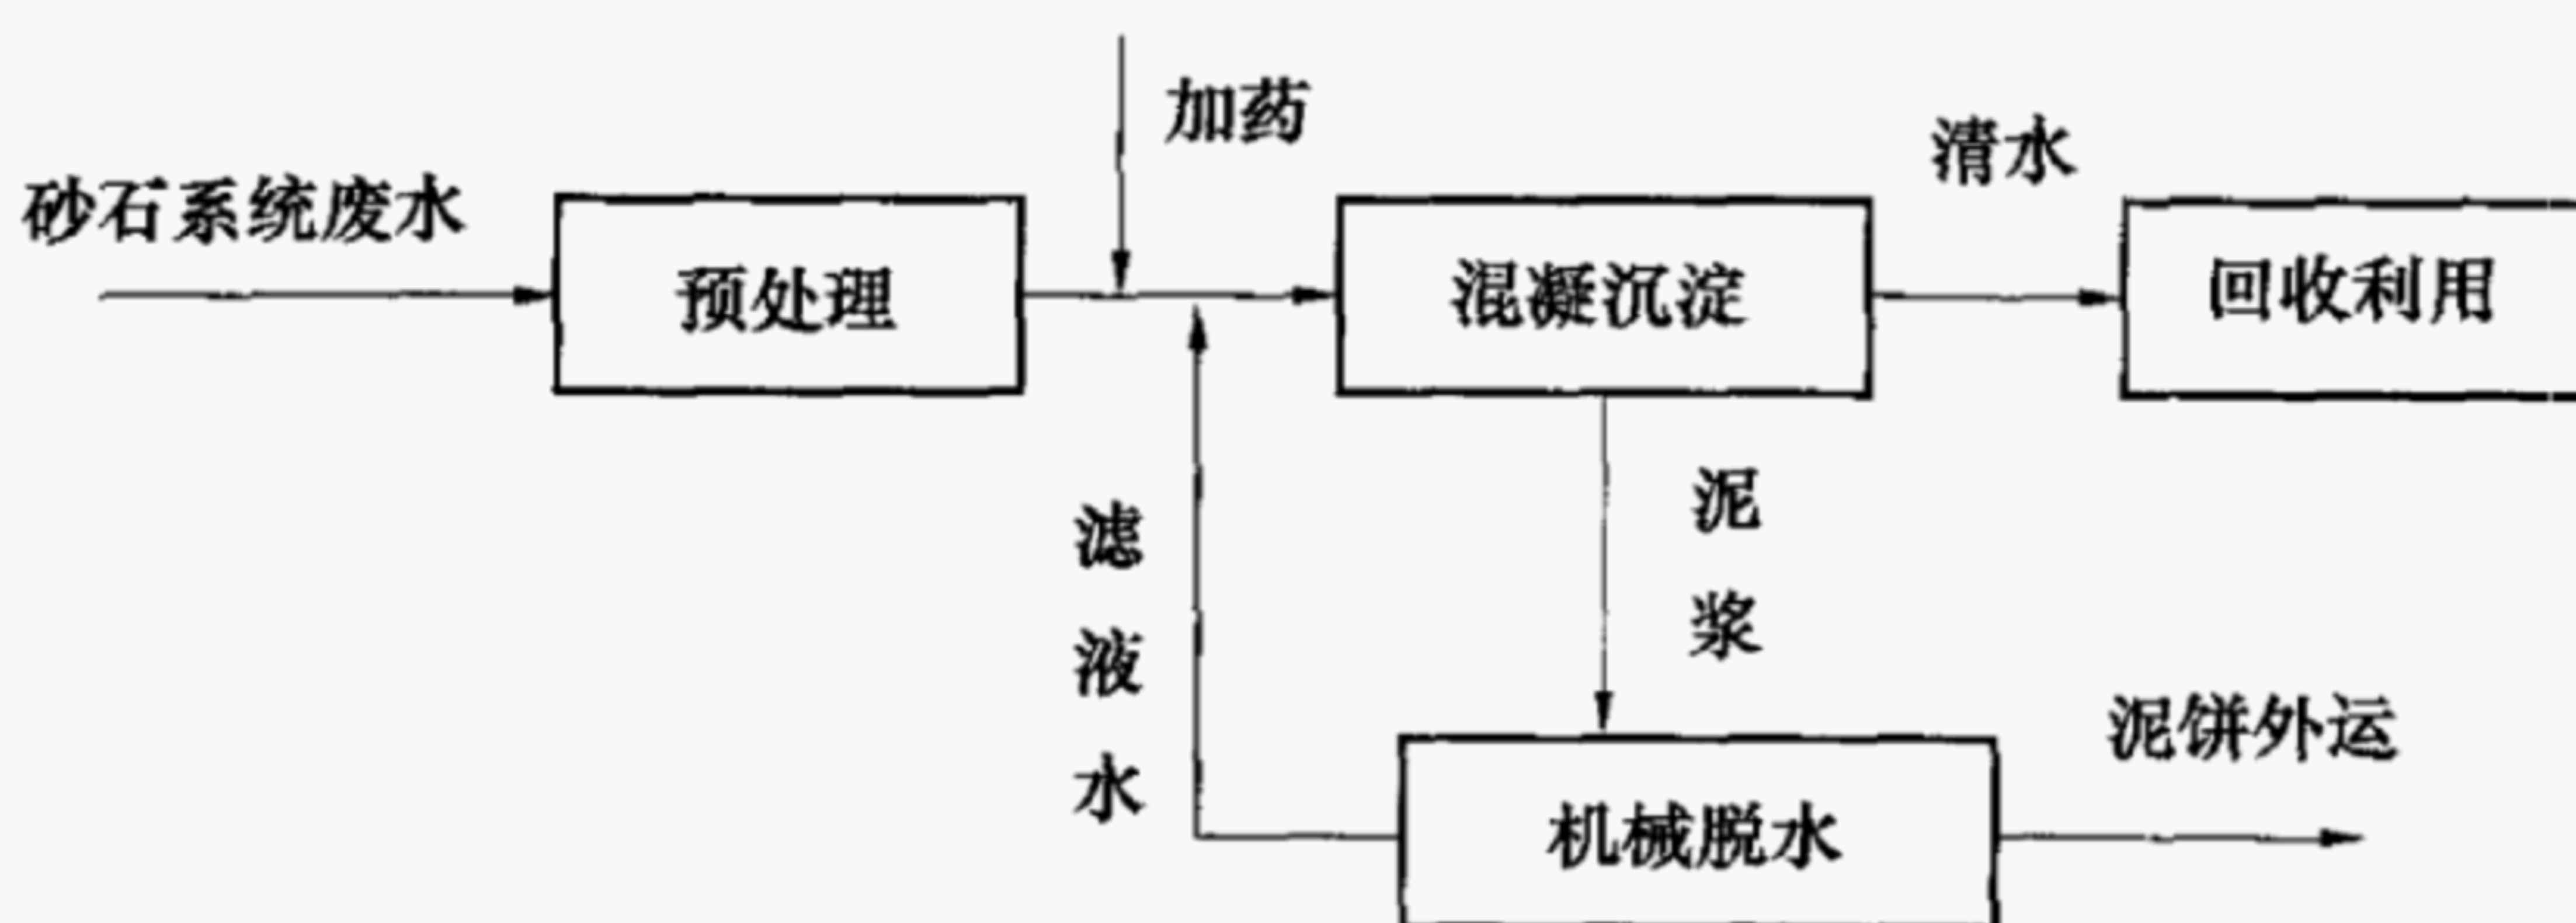 加药
清水
砂石系统废水
预处理
混凝沉淀
回收利用
滤液水
泥浆
泥饼外运
机械脱水